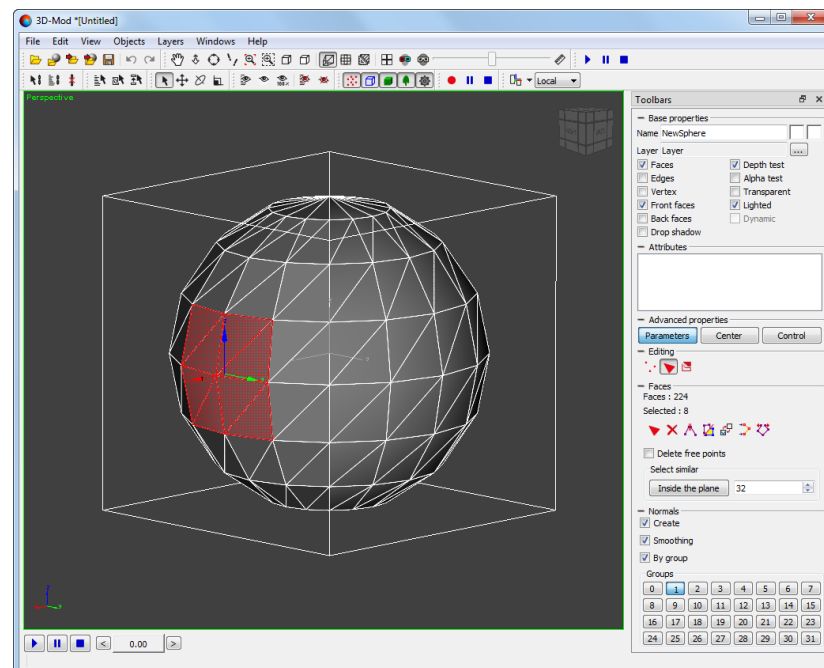 3D-Mod *[Untitled]
File Edit View Objects Layers Windows Help
Local
Perspective
Toolbars
Base properties
Name NewSphere
Layer Layer ...
Faces Depth test
Edges Alpha test
Vertex Transparent
Front faces Lighted
Back faces Dynamic
Drop shadow
Attributes
Advanced properties
Parameters Center Control
Editing
Faces
Faces : 224
Selected : 8
Delete free points
Select similar
Inside the plane 32
Normals
Create
Smoothing
By group
Groups
0 1 2 3 4 5 6 7
8 9 10 11 12 13 14 15
16 17 18 19 20 21 22 23
24 25 26 27 28 29 30 31
< 0.00 >